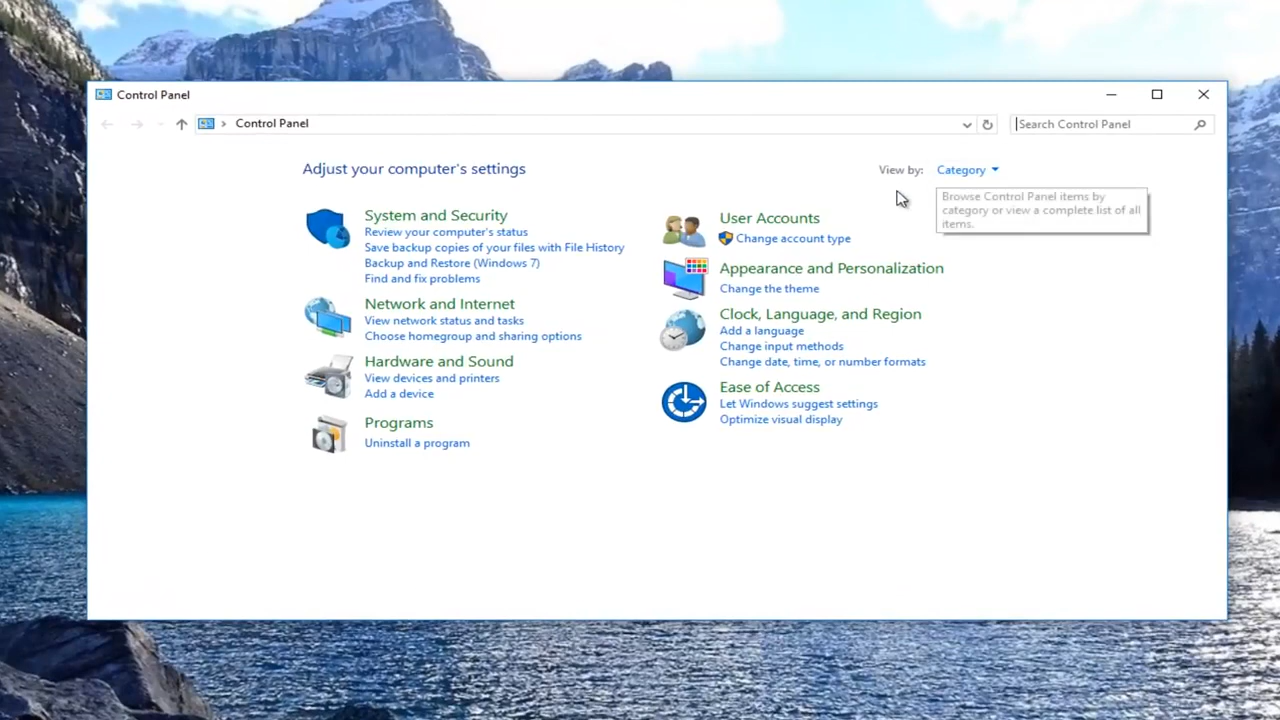 Control Panel
Control Panel
Search Control Panel
Adjust your computer's settings
View by: Category
Browse Control Panel items by
category or view a complete list of all
items.
System and Security
Review your computer's status
Save backup copies of your files with File History
Backup and Restore (Windows 7)
Find and fix problems
Network and Internet
View network status and tasks
Choose homegroup and sharing options
Hardware and Sound
View devices and printers
Add a device
Programs
Uninstall a program
User Accounts
Change account type
Appearance and Personalization
Change the theme
Clock, Language, and Region
Add a language
Change input methods
Change date, time, or number formats
Ease of Access
Let Windows suggest settings
Optimize visual display